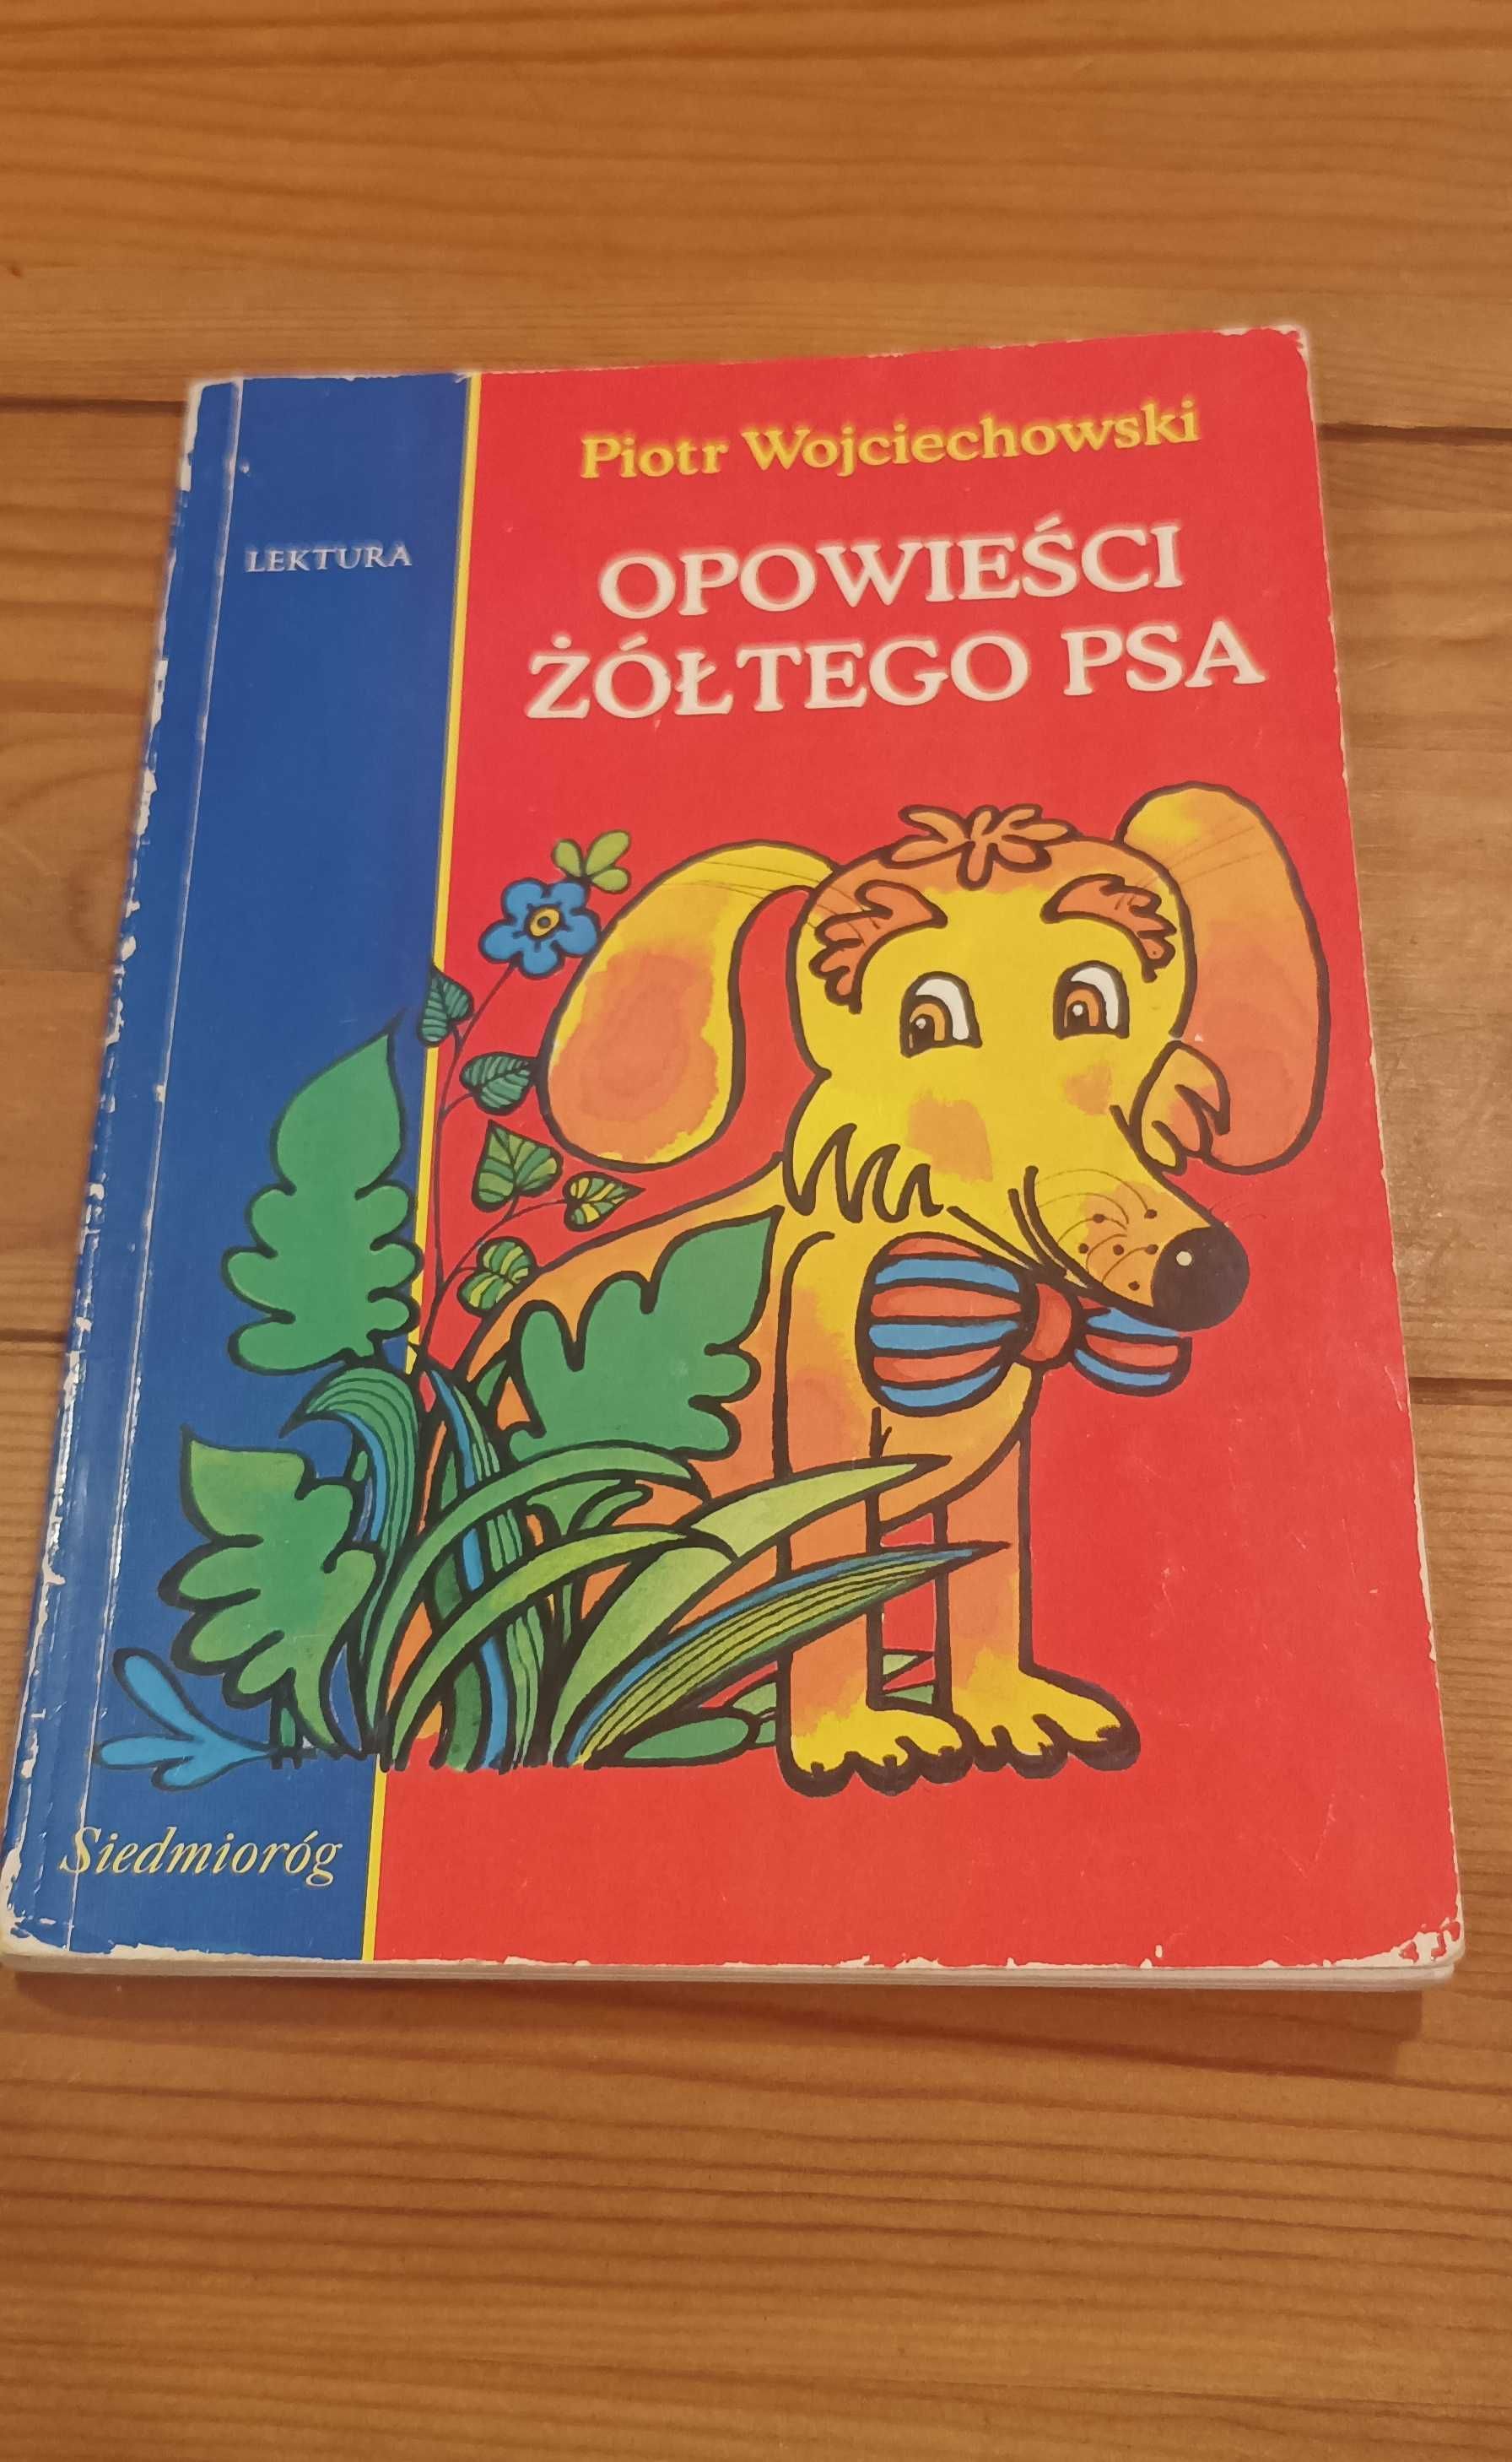 Piotr Wojciechowski
LEKTURA
OPOWIEŚCI
ŻÓŁTEGO PSA
Siedmioróg